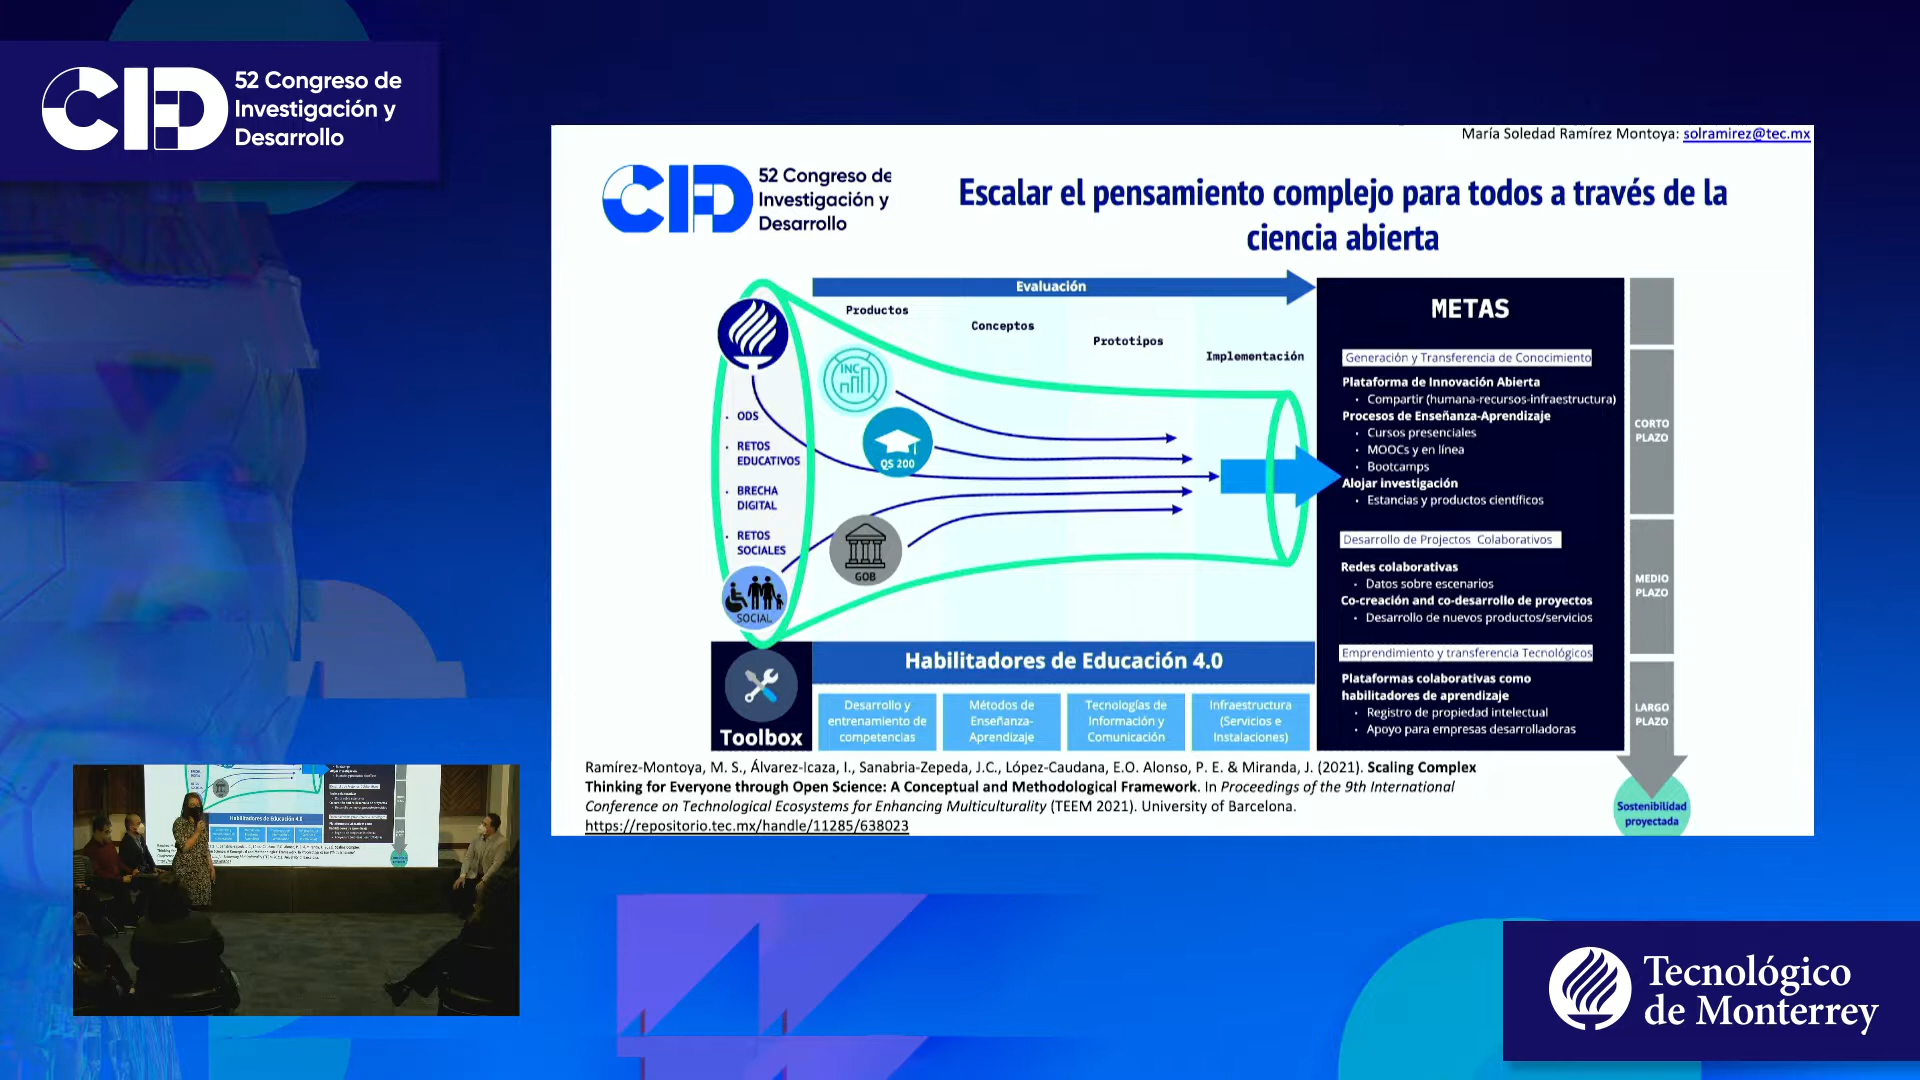 CID
52 Congreso de
Investigación y
Desarrollo
María Soledad Ramírez Montoya: solramirez@tec.mx
CID
52 Congreso de
Investigación y
Desarrollo
Escalar el pensamiento complejo para todos a través de la
ciencia abierta
Evaluación
Productos
Conceptos
Prototipos
Implementación
INC
QS 200
GOB
SOCIAL
· ODS
· RETOS
EDUCATIVOS
· BRECHA
DIGITAL
· RETOS
SOCIALES
METAS
Generación y Transferencia de Conocimiento
Plataforma de Innovación Abierta
· Compartir (humana-recursos-infraestructura)
Procesos de Enseñanza-Aprendizaje
· Cursos presenciales
· MOOCs y en línea
· Bootcamps
Alojar investigación
· Estancias y productos científicos
Desarrollo de Projectos Colaborativos
Redes colaborativas
· Datos sobre escenarios
Co-creación and co-desarrollo de proyectos
· Desarrollo de nuevos productos/servicios
Emprendimiento y transferencia Tecnológicos
Plataformas colaborativas como
habilitadores de aprendizaje
· Registro de propiedad intelectual
· Apoyo para empresas desarrolladoras
CORTO
PLAZO
MEDIO
PLAZO
LARGO
PLAZO
Sostenibilidad
proyectada
Toolbox
Habilitadores de Educación 4.0
Desarrollo y
entrenamiento de
competencias
Métodos de
Enseñanza-
Aprendizaje
Tecnologías de
Información y
Comunicación
Infraestructura
(Servicios e
Instalaciones)
Ramírez-Montoya, M. S., Álvarez-Icaza, I., Sanabria-Zepeda, J.C., López-Caudana, E.O. Alonso, P. E. & Miranda, J. (2021). Scaling Complex
Thinking for Everyone through Open Science: A Conceptual and Methodological Framework. In Proceedings of the 9th International
Conference on Technological Ecosystems for Enhancing Multiculturality (TEEM 2021). University of Barcelona.
https://repositorio.tec.mx/handle/11285/638023
Habilitadores de Educación 4.0
Tecnológico
de Monterrey